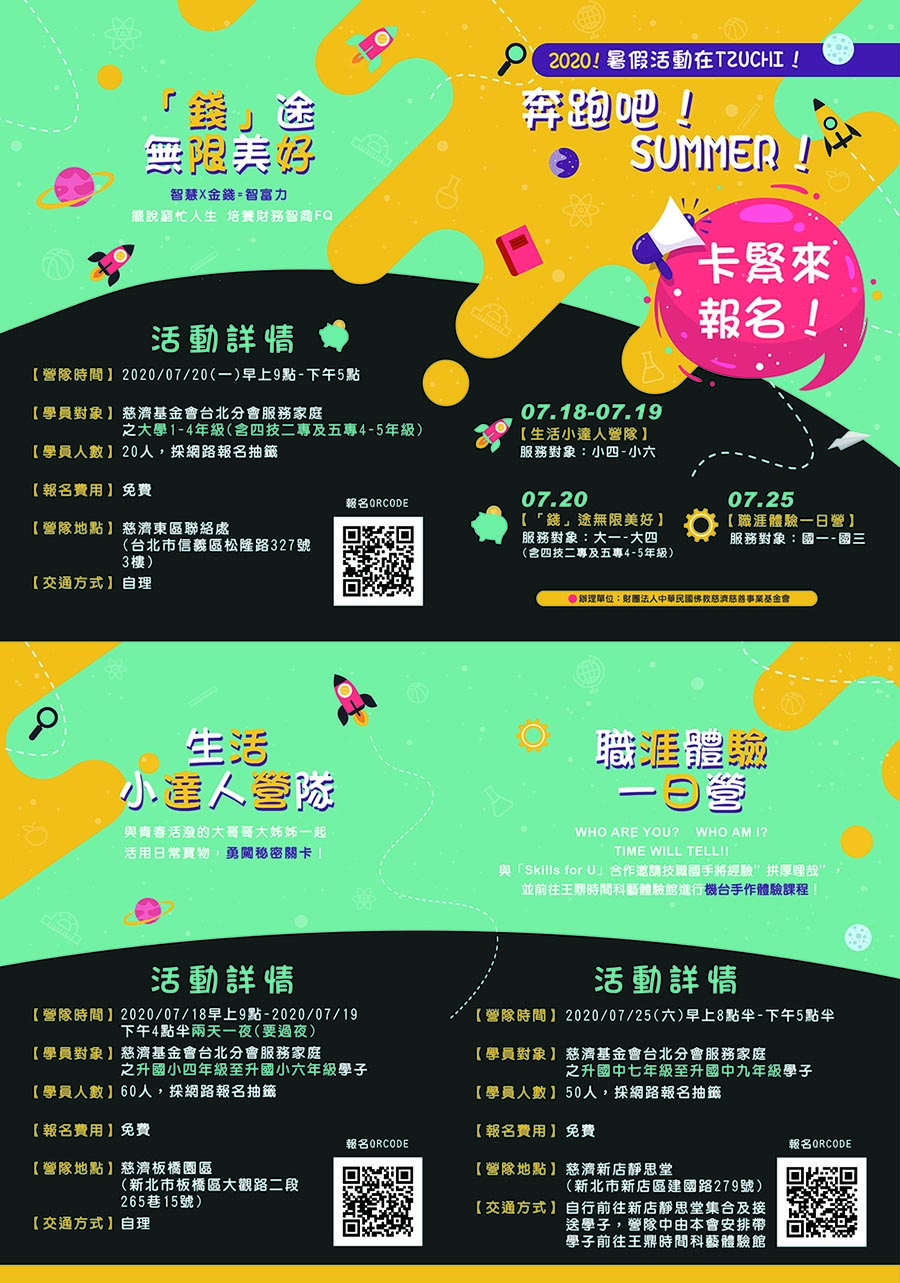 「錢」途
無限美好
智慧X金錢=智富力
擺脫窮忙人生 培養財務智商FQ
活動詳情
【營隊時間】2020/07/20(一)早上9點-下午5點
【學員對象】慈濟基金會台北分會服務家庭
之大學1-4年級(含四技二專及五專4-5年級)
【學員人數】20人，採網路報名抽籤
【報名費用】免費
【營隊地點】慈濟東區聯絡處
(台北市信義區松隆路327號
3樓)
【交通方式】自理
報名QRCODE
2020!暑假活動在TZUCHI!
奔跑吧!
SUMMER!
卡緊來
報名!
07.18-07.19
【生活小達人營隊】
服務對象：小四-小六
07.20
【「錢」途無限美好】
服務對象：大一-大四
(含四技二專及五專4-5年級)
07.25
【職涯體驗一日營】
服務對象：國一-國三
辦理單位：財團法人中華民國佛教慈濟慈善事業基金會
生活
小達人營隊
與青春活潑的大哥哥大姊姊一起
活用日常寶物，勇闖秘密關卡!
活動詳情
【營隊時間】2020/07/18早上9點-2020/07/19
下午4點半兩天一夜(要過夜)
【學員對象】慈濟基金會台北分會服務家庭
之升國小四年級至升國小六年級學子
【學員人數】60人，採網路報名抽籤
【報名費用】免費
【營隊地點】慈濟板橋園區
(新北市板橋區大觀路二段
265巷15號)
【交通方式】自理
報名QRCODE
職涯體驗
一日營
WHO ARE YOU? WHO AM I?
TIME WILL TELL!!
與「Skills for U」合作邀請技職國手將經驗”拱厚哩哉”，
並前往王鼎時間科藝體驗館進行機台手作體驗課程!
活動詳情
【營隊時間】2020/07/25(六)早上8點半-下午5點半
【學員對象】慈濟基金會台北分會服務家庭
之升國中七年級至升國中九年級學子
【學員人數】50人，採網路報名抽籤
【報名費用】免費
【營隊地點】慈濟新店靜思堂
(新北市新店區建國路279號)
【交通方式】自行前往新店靜思堂集合及接
送學子，營隊中由本會安排帶
學子前往王鼎時間科藝體驗館
報名QRCODE